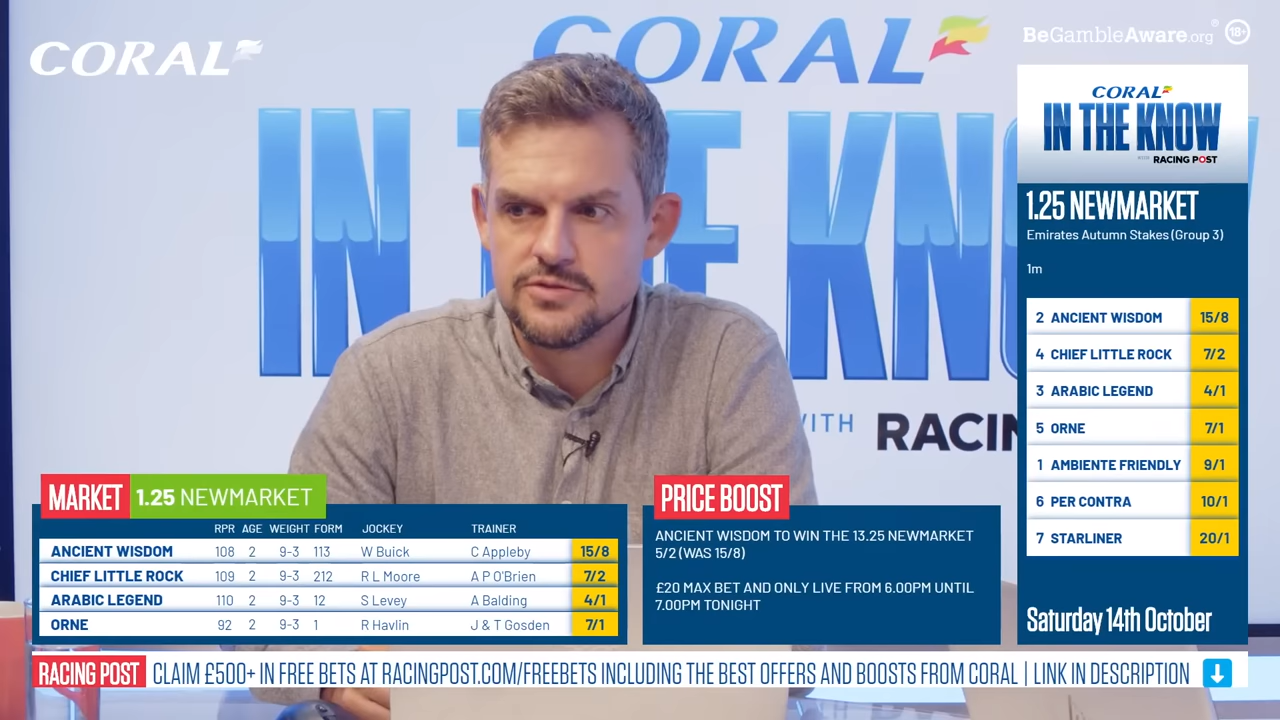 CORAL
CORAL
IN THE KNOW
WITH RACING
BeGambleAware.org® 18+
CORAL
IN THE KNOW
WITH RACING POST
1.25 NEWMARKET
Emirates Autumn Stakes (Group 3)
1m
2 ANCIENT WISDOM 15/8
4 CHIEF LITTLE ROCK 7/2
3 ARABIC LEGEND 4/1
5 ORNE 7/1
1 AMBIENTE FRIENDLY 9/1
6 PER CONTRA 10/1
7 STARLINER 20/1
Saturday 14th October
MARKET 1.25 NEWMARKET
RPR AGE WEIGHT FORM JOCKEY TRAINER
ANCIENT WISDOM 108 2 9-3 113 W Buick C Appleby 15/8
CHIEF LITTLE ROCK 109 2 9-3 212 R L Moore A P O'Brien 7/2
ARABIC LEGEND 110 2 9-3 12 S Levey A Balding 4/1
ORNE 92 2 9-3 1 R Havlin J & T Gosden 7/1
PRICE BOOST
ANCIENT WISDOM TO WIN THE 13.25 NEWMARKET
5/2 (WAS 15/8)
£20 MAX BET AND ONLY LIVE FROM 6.00PM UNTIL
7.00PM TONIGHT
RACING POST CLAIM £500+ IN FREE BETS AT RACINGPOST.COM/FREEBETS INCLUDING THE BEST OFFERS AND BOOSTS FROM CORAL | LINK IN DESCRIPTION